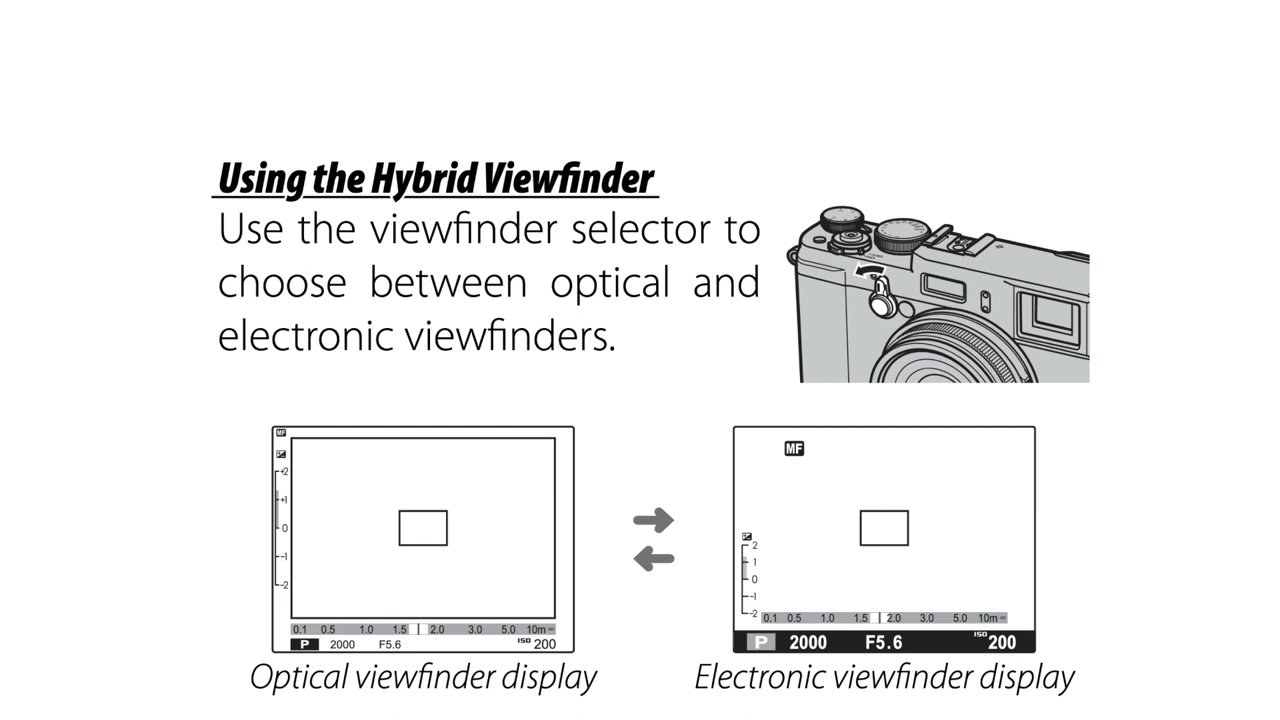 Using the Hybrid Viewfinder
Use the viewfinder selector to
choose between optical and
electronic viewfinders.
MF
+2
+1
0
-1
-2
0.1 0.5 1.0 1.5 2.0 3.0 5.0 10m
P 2000 F5.6 ISO 200
Optical viewfinder display
MF
2
1
0
-1
-2
0.1 0.5 1.0 1.5 2.0 3.0 5.0 10m
P 2000 F5.6 ISO 200
Electronic viewfinder display